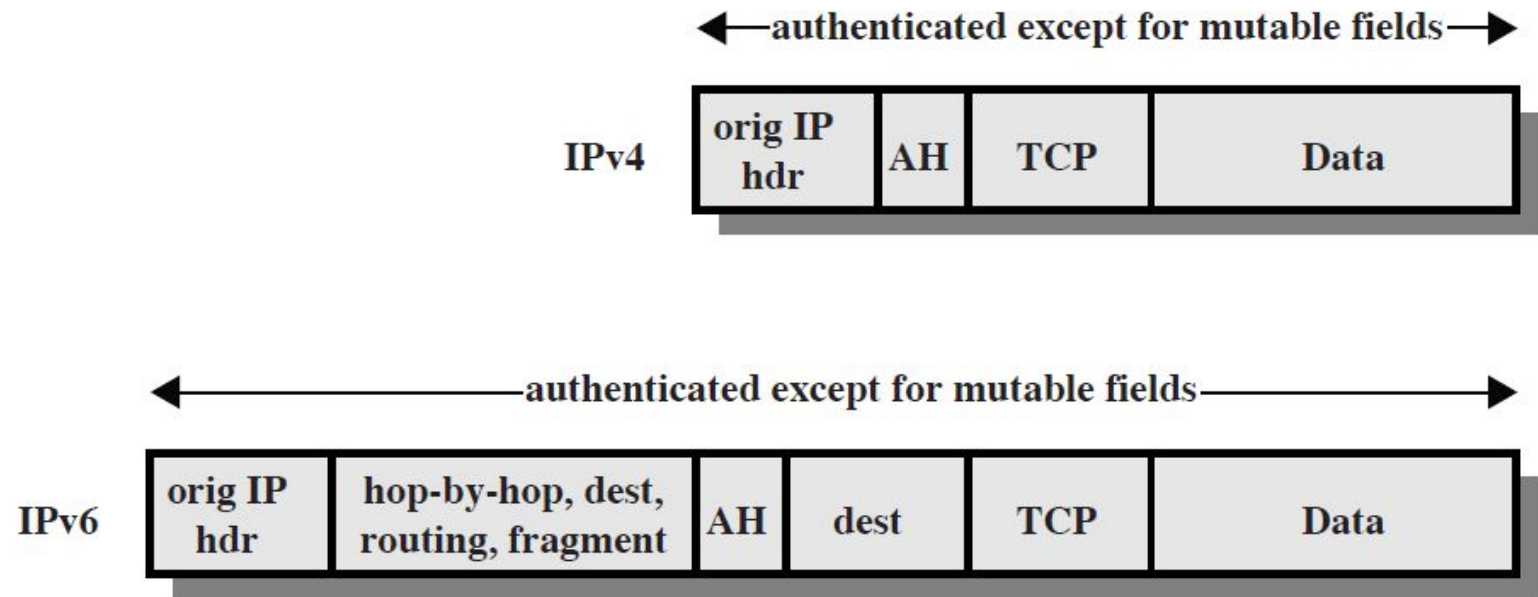 authenticated except for mutable fields
IPv4
orig IP
hdr
AH
TCP
Data
authenticated except for mutable fields
IPv6
orig IP
hdr
hop-by-hop, dest,
routing, fragment
AH
dest
TCP
Data